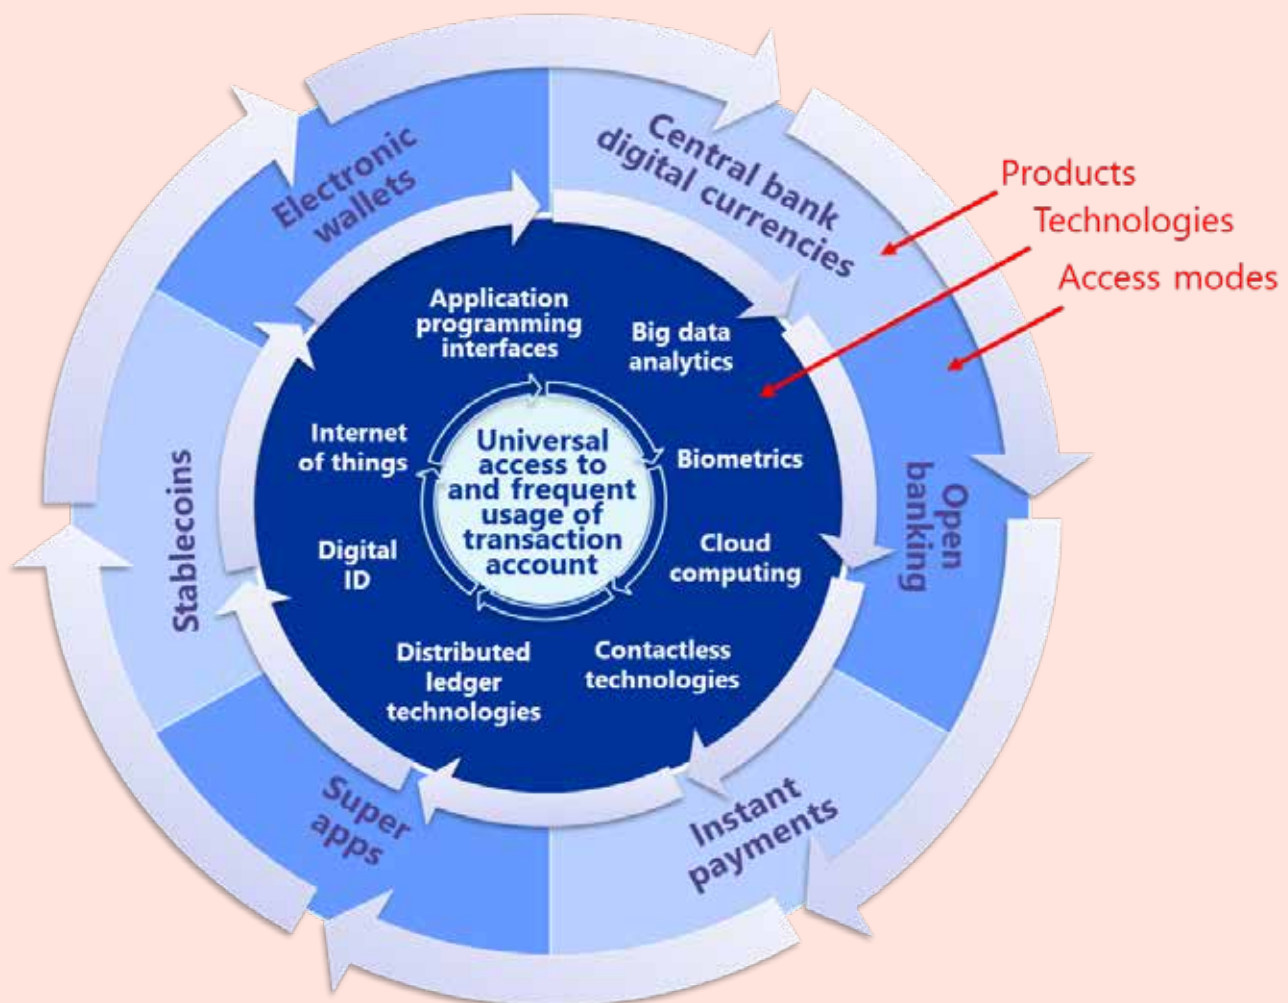 Electronic
wallets
Central bank
digital currencies
Products
Technologies
Access modes
Application
programming
interfaces
Big data
analytics
Internet
of things
Universal
access to
and frequent
usage of
transaction
account
Biometrics
Stablecoins
Open
banking
Digital
ID
Cloud
computing
Distributed
ledger
technologies
Contactless
technologies
Super
apps
Instant
payments